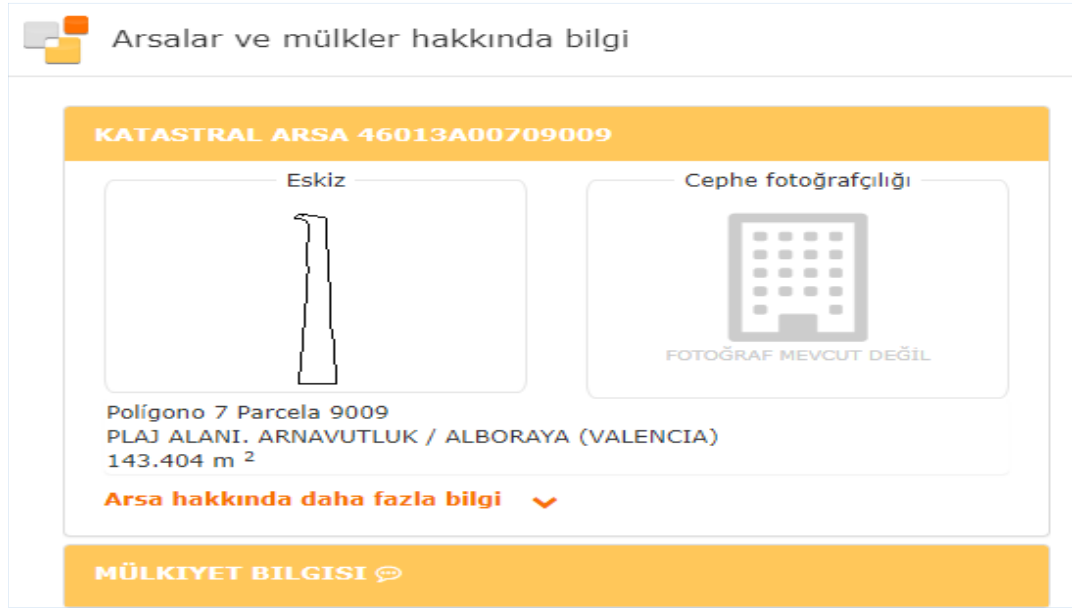 Arsalar ve mülkler hakkında bilgi
KATASTRAL ARSA 46013A00709009
Eskiz
Cephe fotoğrafçılığı
FOTOĞRAF MEVCUT DEĞİL
Polígono 7 Parcela 9009
PLAJ ALANI. ARNAVUTLUK / ALBORAYA (VALENCIA)
143.404 m ²
Arsa hakkında daha fazla bilgi
MÜLKIYET BILGISI